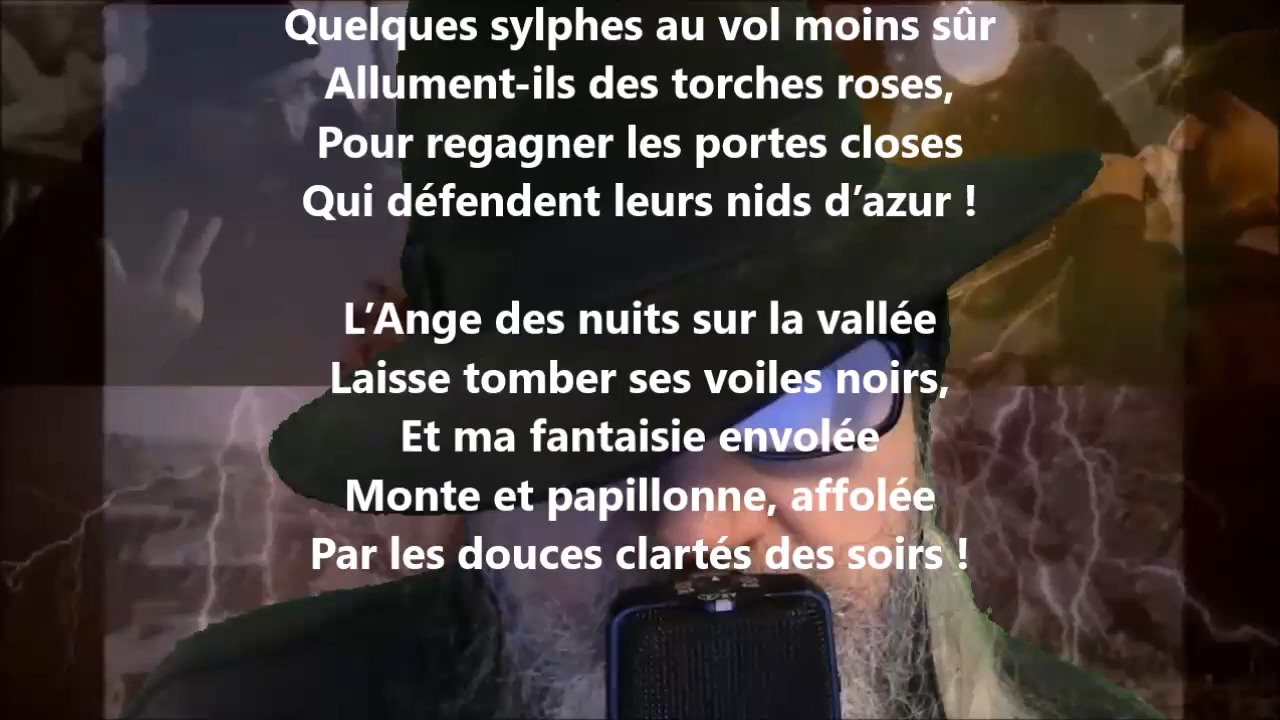 Quelques sylphes au vol moins sûr
Allument-ils des torches roses,
Pour regagner les portes closes
Qui défendent leurs nids d’azur !
L’Ange des nuits sur la vallée
Laisse tomber ses voiles noirs,
Et ma fantaisie envolée
Monte et papillonne, affolée
Par les douces clartés des soirs !